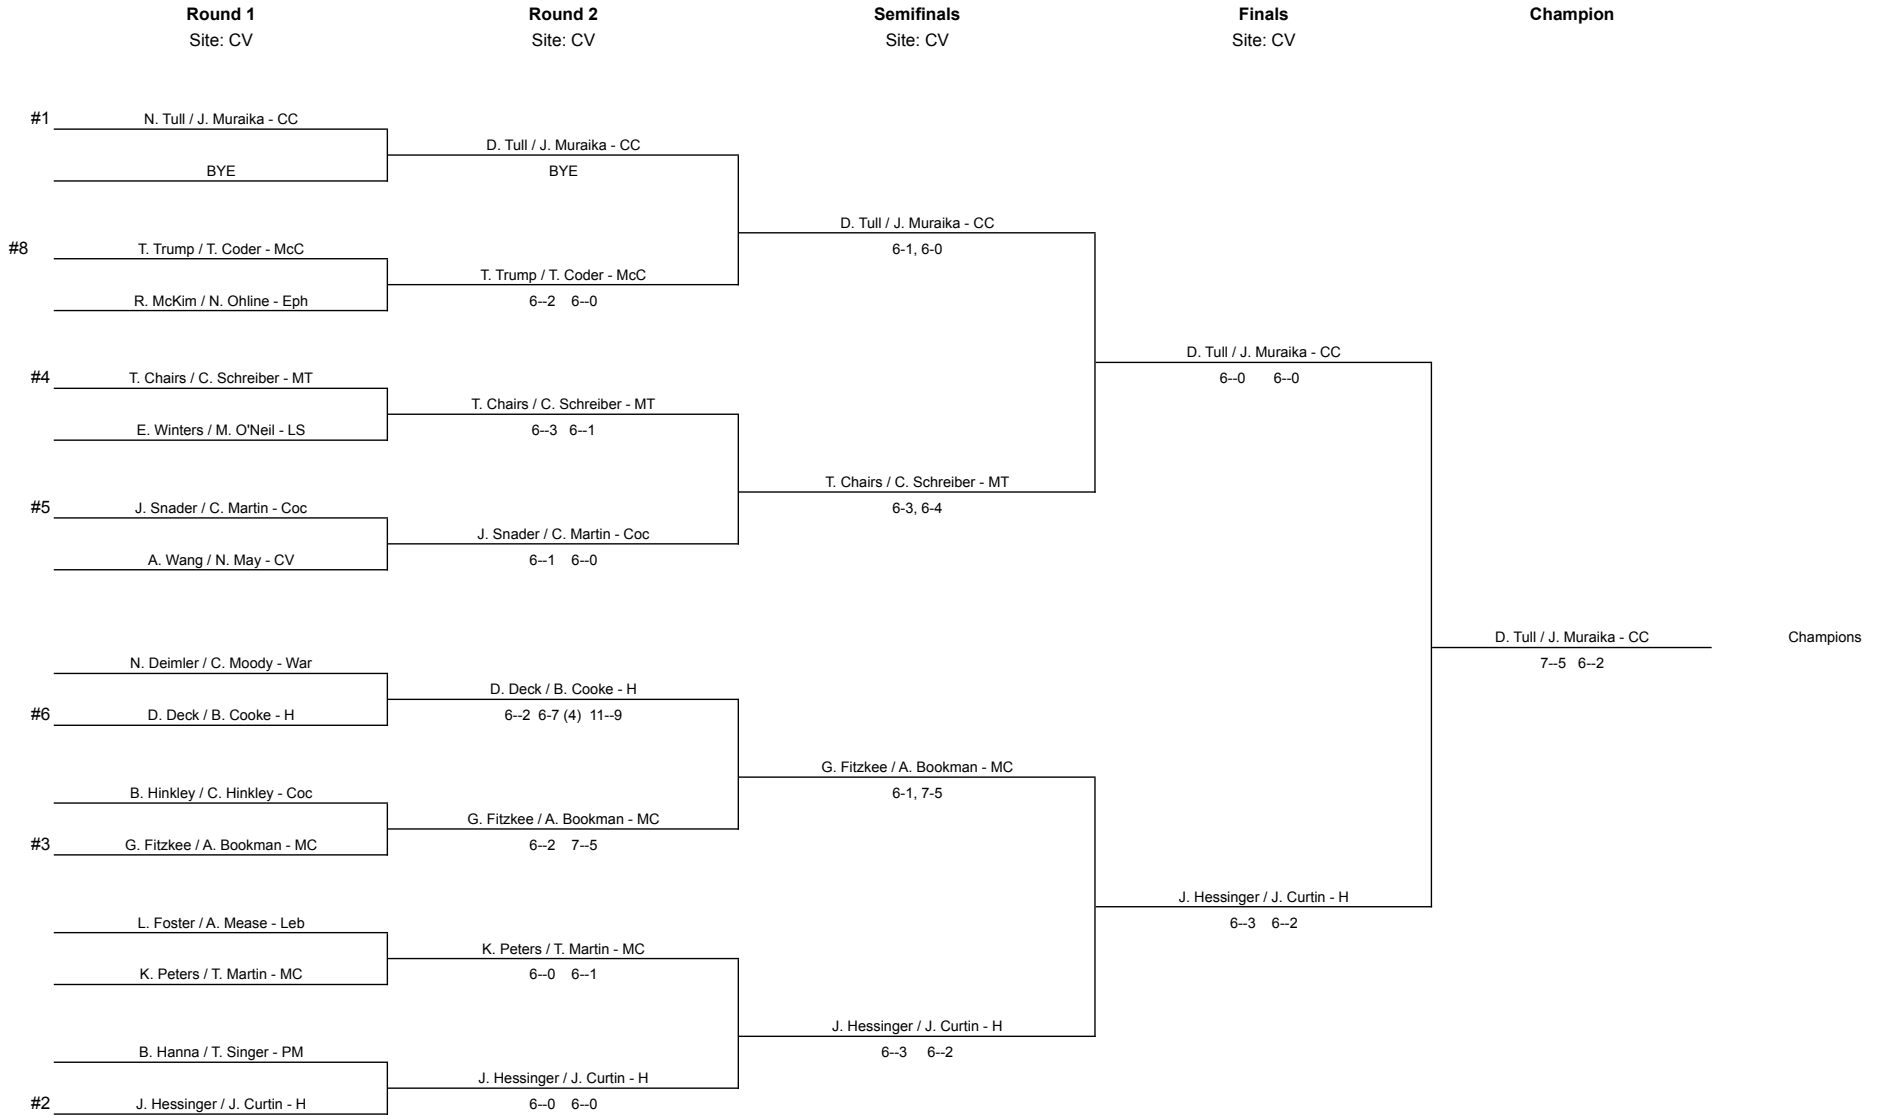 Round 1
Round 2
Semifinals
Finals
Champion
Site: CV
Site: CV
Site: CV
Site: CV
#1
N. Tull / J. Muraika - CC
BYE
#8
T. Trump / T. Coder - McC
R. McKim / N. Ohline - Eph
#4
T. Chairs / C. Schreiber - MT
E. Winters / M. O'Neil - LS
#5
J. Snader / C. Martin - Coc
A. Wang / N. May - CV
N. Deimler / C. Moody - War
#6
D. Deck / B. Cooke - H
B. Hinkley / C. Hinkley - Coc
#3
G. Fitzkee / A. Bookman - MC
L. Foster / A. Mease - Leb
K. Peters / T. Martin - MC
B. Hanna / T. Singer - PM
#2
J. Hessinger / J. Curtin - H
D. Tull / J. Muraika - CC
BYE
T. Trump / T. Coder - McC
6--2 6--0
T. Chairs / C. Schreiber - MT
6--3 6--1
J. Snader / C. Martin - Coc
6--1 6--0
D. Deck / B. Cooke - H
6--2 6-7 (4) 11--9
G. Fitzkee / A. Bookman - MC
6--2 7--5
K. Peters / T. Martin - MC
6--0 6--1
J. Hessinger / J. Curtin - H
6--0 6--0
D. Tull / J. Muraika - CC
6-1, 6-0
T. Chairs / C. Schreiber - MT
6-3, 6-4
G. Fitzkee / A. Bookman - MC
6-1, 7-5
J. Hessinger / J. Curtin - H
6--3 6--2
D. Tull / J. Muraika - CC
6--0 6--0
J. Hessinger / J. Curtin - H
6--3 6--2
D. Tull / J. Muraika - CC
7--5 6--2
Champions